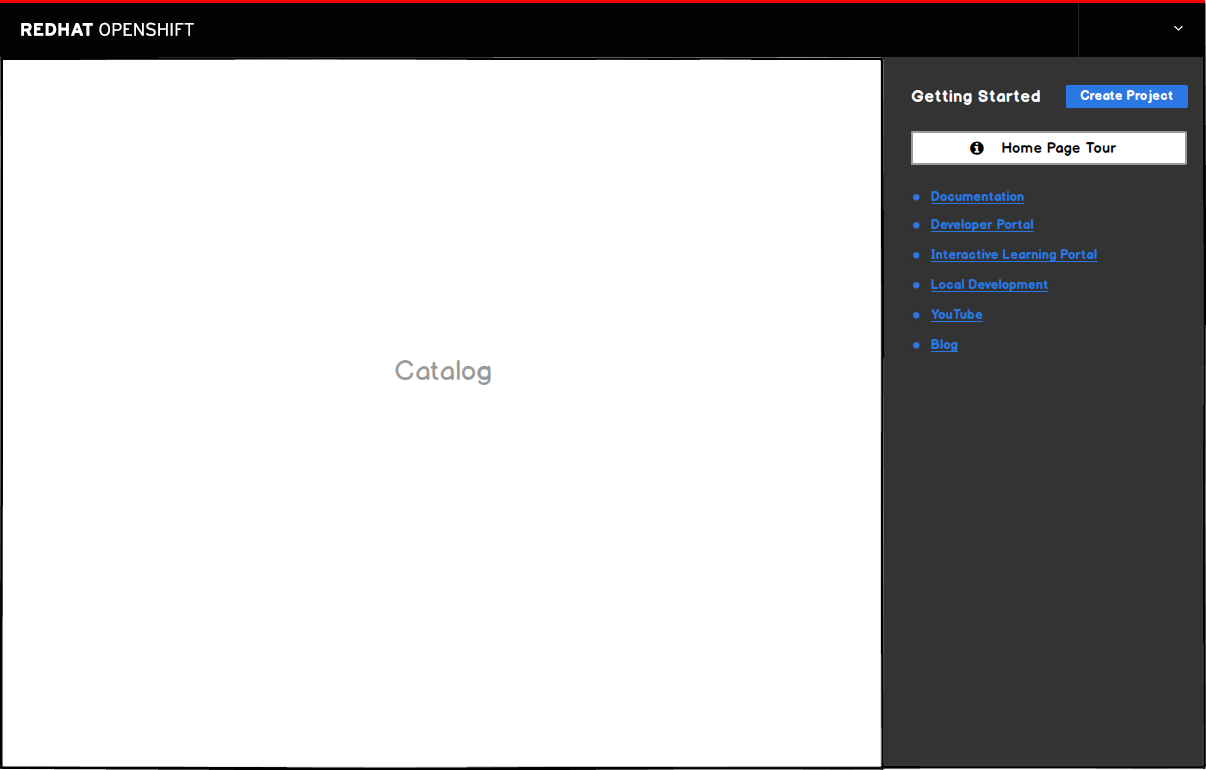 REDHAT OPENSHIFT
Catalog
Getting Started
Create Project
Home Page Tour
Documentation
Developer Portal
Interactive Learning Portal
Local Development
YouTube
Blog